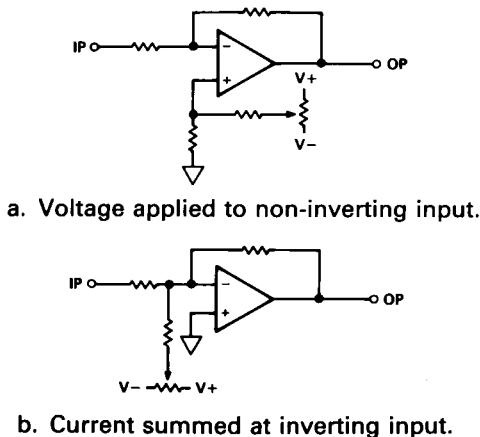 IP
−
+
OP
V+
V−
a. Voltage applied to non-inverting input.
IP
−
+
OP
V− V+
b. Current summed at inverting input.